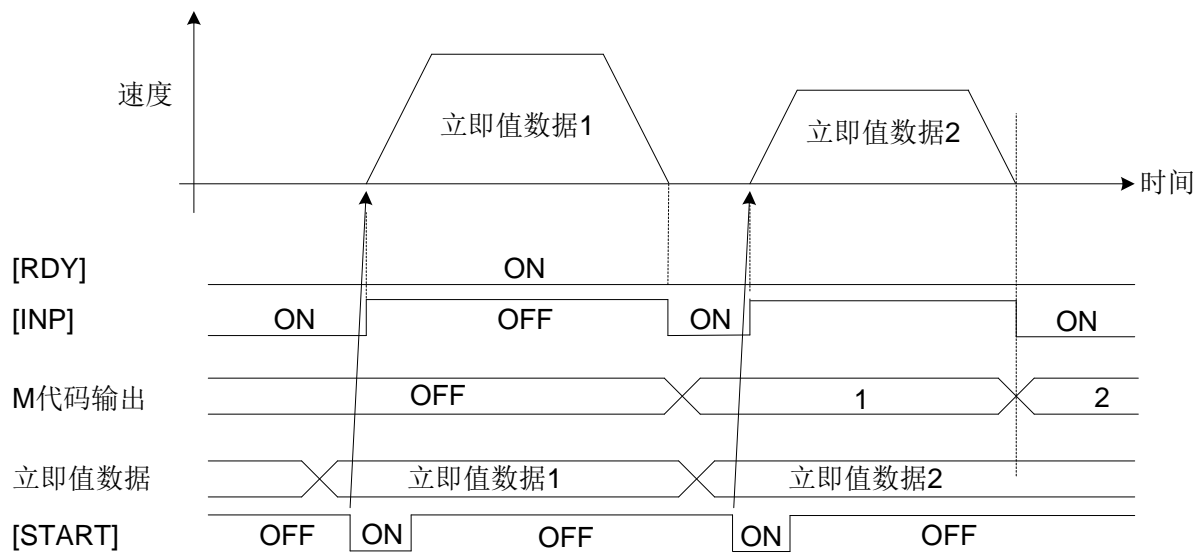 速度
立即值数据1
立即值数据2
时间
[RDY] ON
[INP] ON OFF ON ON
M代码输出 OFF 1 2
立即值数据 立即值数据1 立即值数据2
[START] OFF ON OFF ON OFF